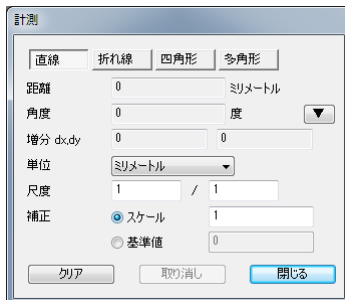 計測
直線 折れ線 四角形 多角形
距離 0 ミリメートル
角度 0 度 ▼
増分 dx,dy 0 0
単位 ミリメートル
尺度 1 / 1
補正 スケール 1
基準値 0
クリア 取り消し 閉じる